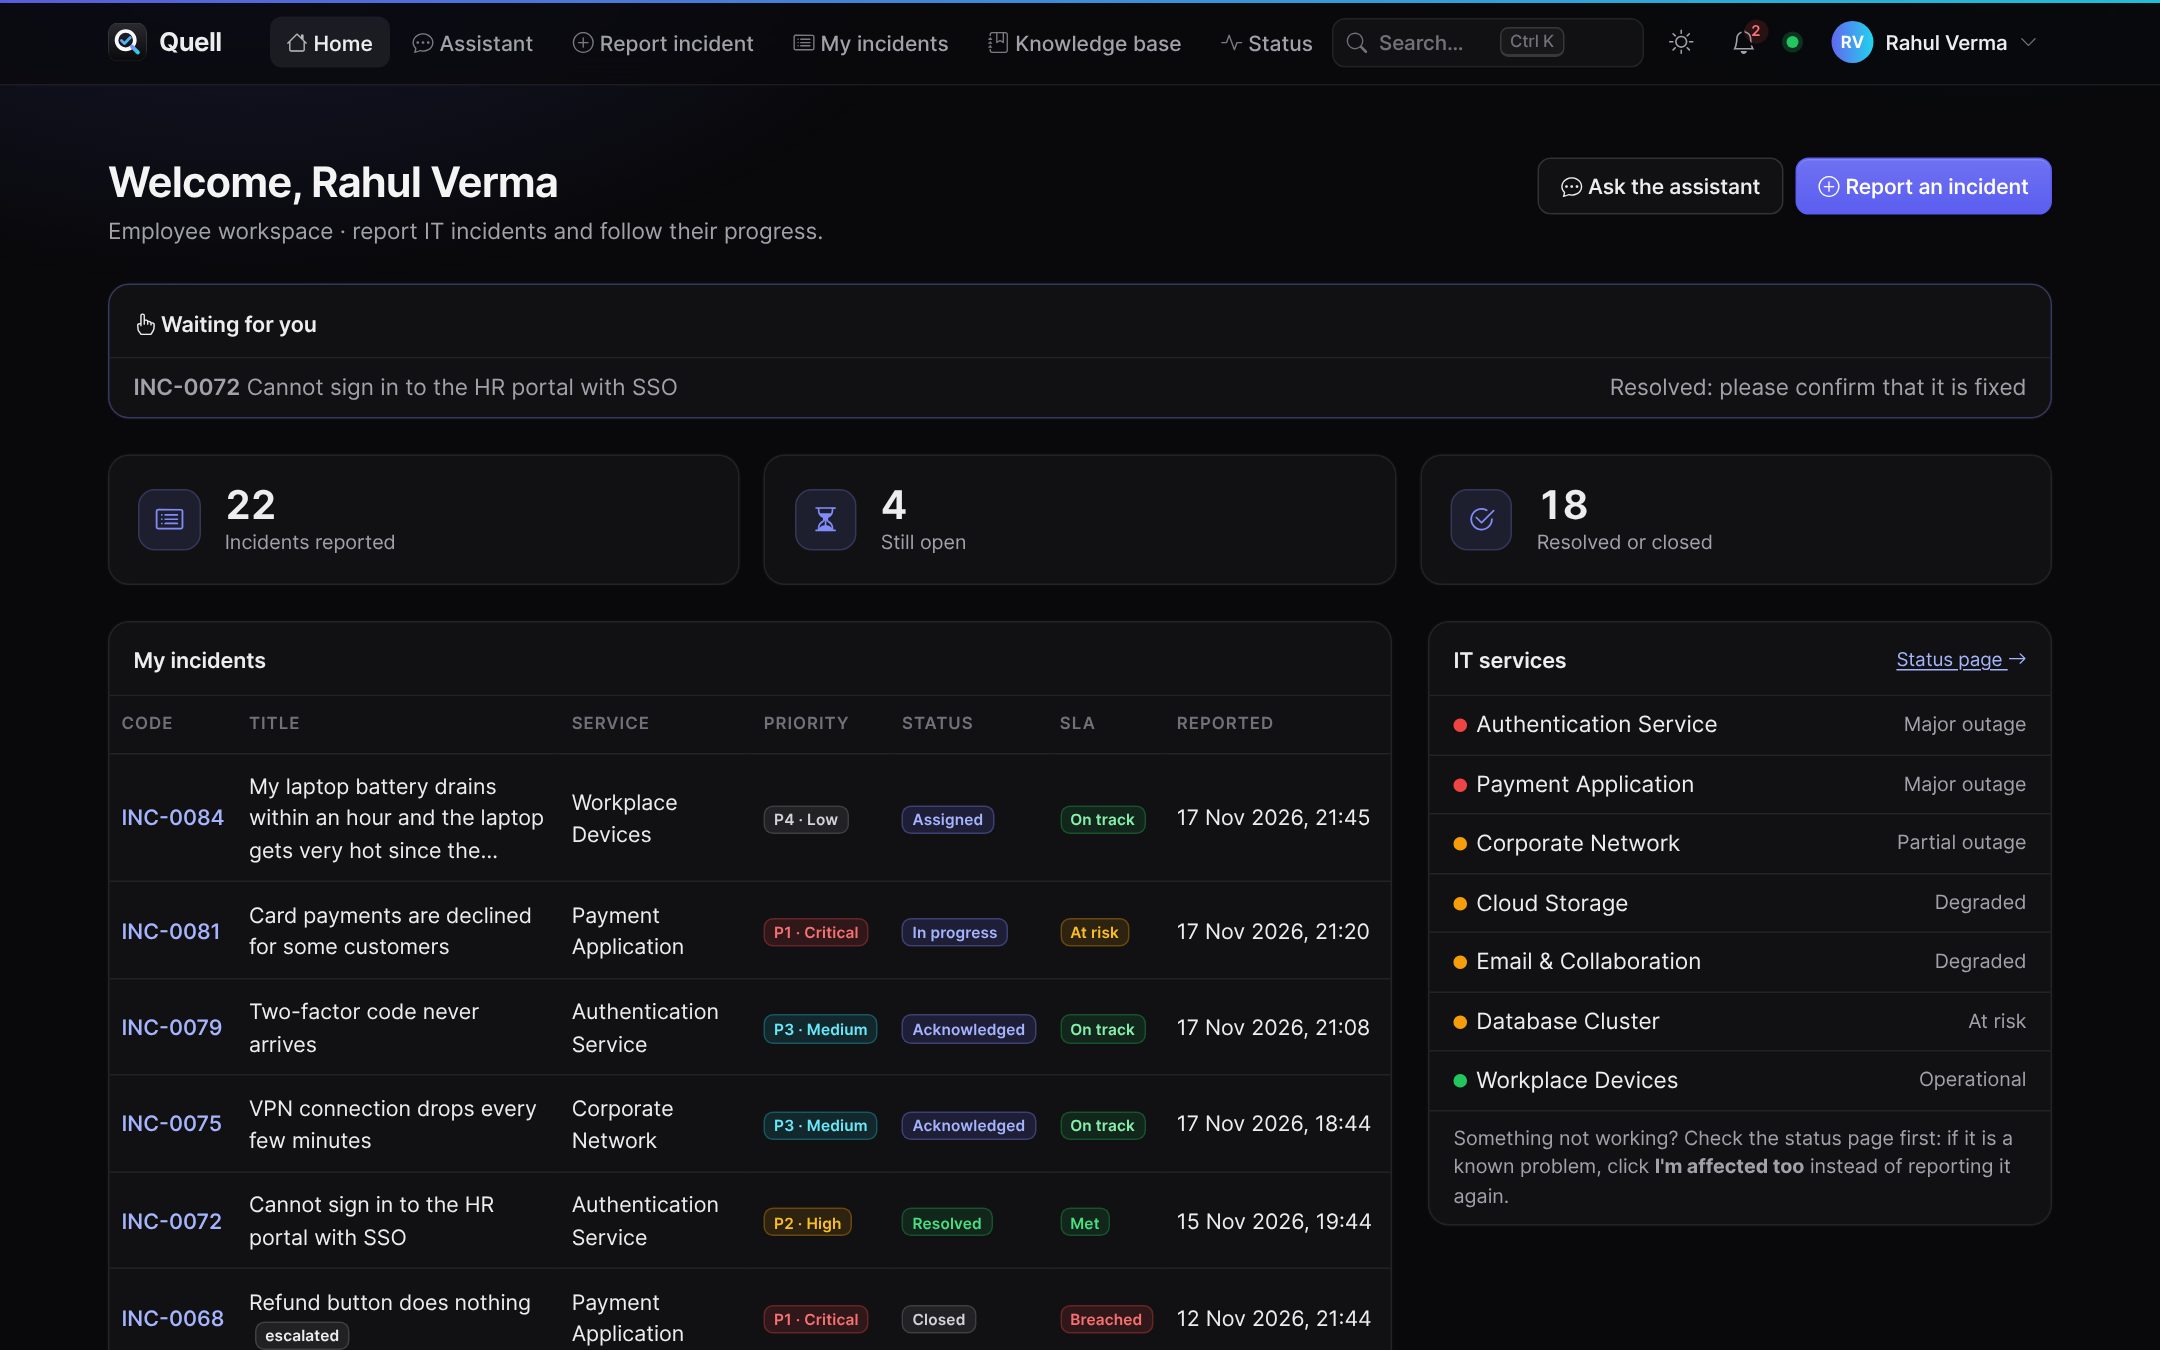 Quell
Home
Assistant
Report incident
My incidents
Knowledge base
Status
Search...
Ctrl K
2
RV
Rahul Verma
Welcome, Rahul Verma
Employee workspace · report IT incidents and follow their progress.
Ask the assistant
Report an incident
Waiting for you
INC-0072 Cannot sign in to the HR portal with SSO
Resolved: please confirm that it is fixed
22
Incidents reported
4
Still open
18
Resolved or closed
My incidents
CODE TITLE SERVICE PRIORITY STATUS SLA REPORTED
INC-0084
My laptop battery drains
within an hour and the laptop
gets very hot since the...
Workplace
Devices
P4 · Low
Assigned
On track
17 Nov 2026, 21:45
INC-0081
Card payments are declined
for some customers
Payment
Application
P1 · Critical
In progress
At risk
17 Nov 2026, 21:20
INC-0079
Two-factor code never
arrives
Authentication
Service
P3 · Medium
Acknowledged
On track
17 Nov 2026, 21:08
INC-0075
VPN connection drops every
few minutes
Corporate
Network
P3 · Medium
Acknowledged
On track
17 Nov 2026, 18:44
INC-0072
Cannot sign in to the HR
portal with SSO
Authentication
Service
P2 · High
Resolved
Met
15 Nov 2026, 19:44
INC-0068
Refund button does nothing
escalated
Payment
Application
P1 · Critical
Closed
Breached
12 Nov 2026, 21:44
IT services
Status page →
Authentication Service
Major outage
Payment Application
Major outage
Corporate Network
Partial outage
Cloud Storage
Degraded
Email & Collaboration
Degraded
Database Cluster
At risk
Workplace Devices
Operational
Something not working? Check the status page first: if it is a
known problem, click I'm affected too instead of reporting it
again.